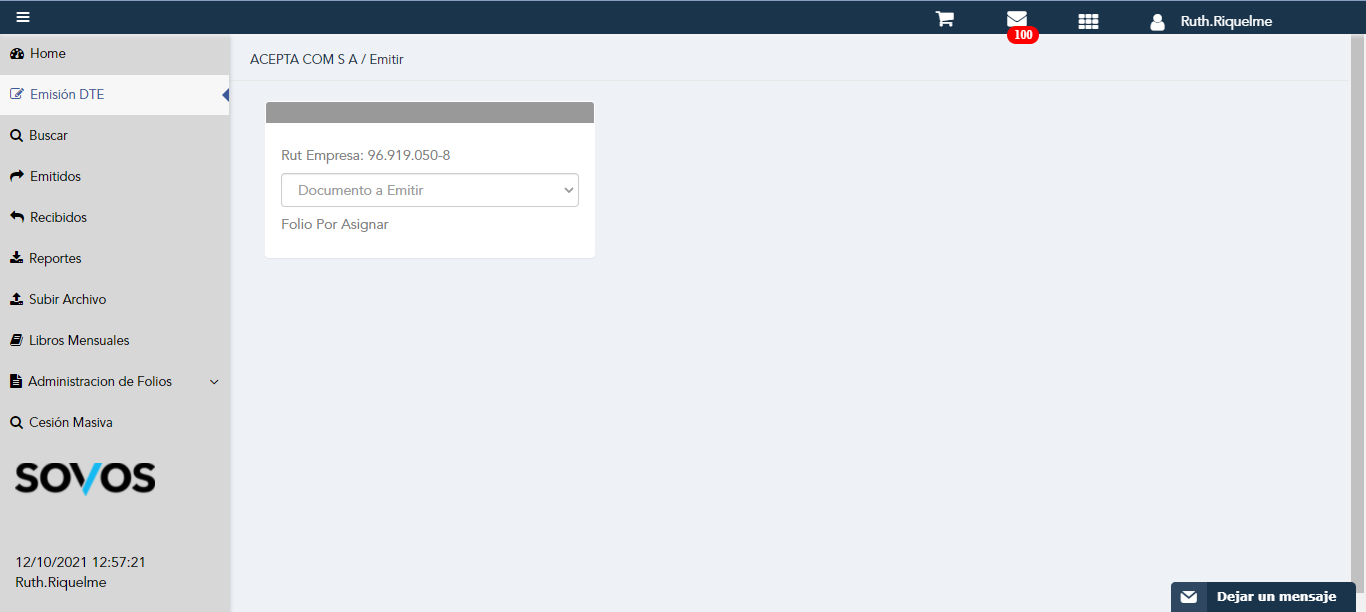 100
Ruth.Riquelme
Home
Emisión DTE
Buscar
Emitidos
Recibidos
Reportes
Subir Archivo
Libros Mensuales
Administracion de Folios
Cesión Masiva
SOVOS
12/10/2021 12:57:21
Ruth.Riquelme
ACEPTA COM S A / Emitir
Rut Empresa: 96.919.050-8
Documento a Emitir
Folio Por Asignar
Dejar un mensaje